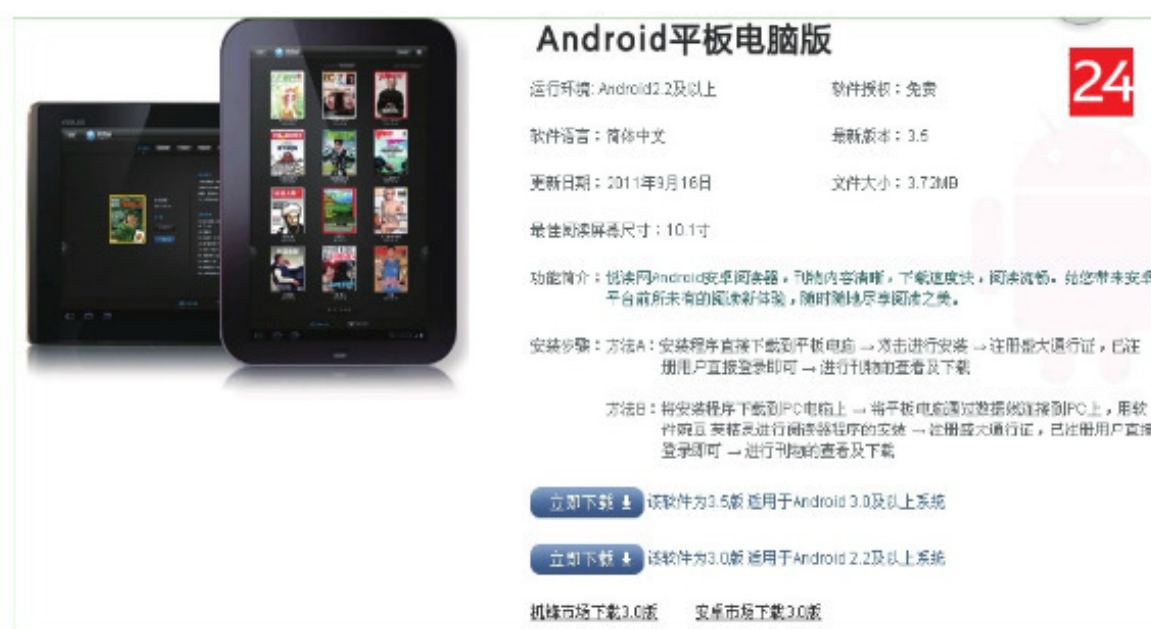 Android平板电脑版
24
运行环境: Android2.2及以上 软件授权：免费
软件语言：简体中文 最新版本：3.5
更新日期：2011年9月16日 文件大小：3.73MB
最佳阅读屏幕尺寸：10.1寸
功能简介：悦读网Android安卓阅读器，刊物内容清晰，下载速度快，阅读流畅。给您带来安卓
平台前所未有的阅读新体验，随时随地尽享阅读之美。
安装步骤：方法A：安装程序直接下载到平板电脑 → 双击进行安装 → 注册盛大通行证，已注
册用户直接登录即可 → 进行刊物的查看及下载
方法B：将安装程序下载到PC电脑上 → 将平板电脑通过数据线连接到PC上，用软
件豌豆荚精灵进行阅读器程序的安装 → 注册盛大通行证，已注册用户直接
登录即可 → 进行刊物的查看及下载
立即下载 该软件为3.5版 适用于Android 3.0及以上系统
立即下载 该软件为3.0版 适用于Android 2.2及以上系统
机锋市场下载3.0版 安卓市场下载3.0版